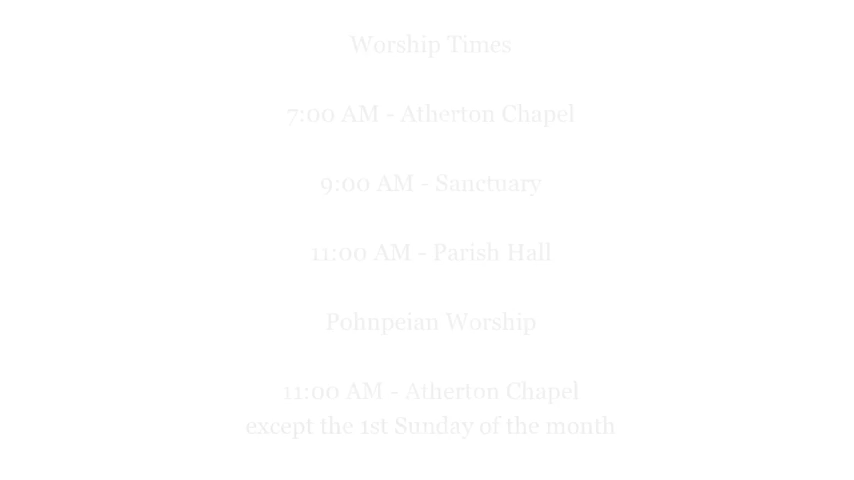 Worship Times
7:00 AM - Atherton Chapel
9:00 AM - Sanctuary
11:00 AM - Parish Hall
Pohnpeian Worship
11:00 AM - Atherton Chapel
except the 1st Sunday of the month